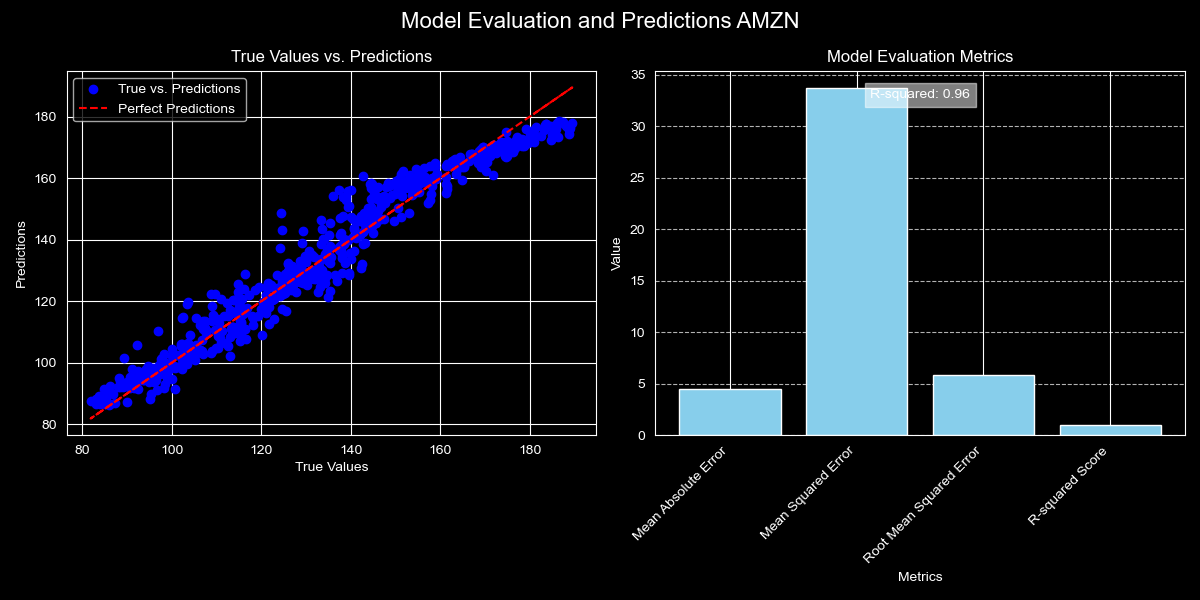 Model Evaluation and Predictions AMZN
True Values vs. Predictions
True vs. Predictions
Perfect Predictions
Predictions
180
160
140
120
100
80
80 100 120 140 160 180
True Values
Model Evaluation Metrics
R-squared: 0.96
Value
35
30
25
20
15
10
5
0
Mean Absolute Error
Mean Squared Error
Root Mean Squared Error
R-squared Score
Metrics